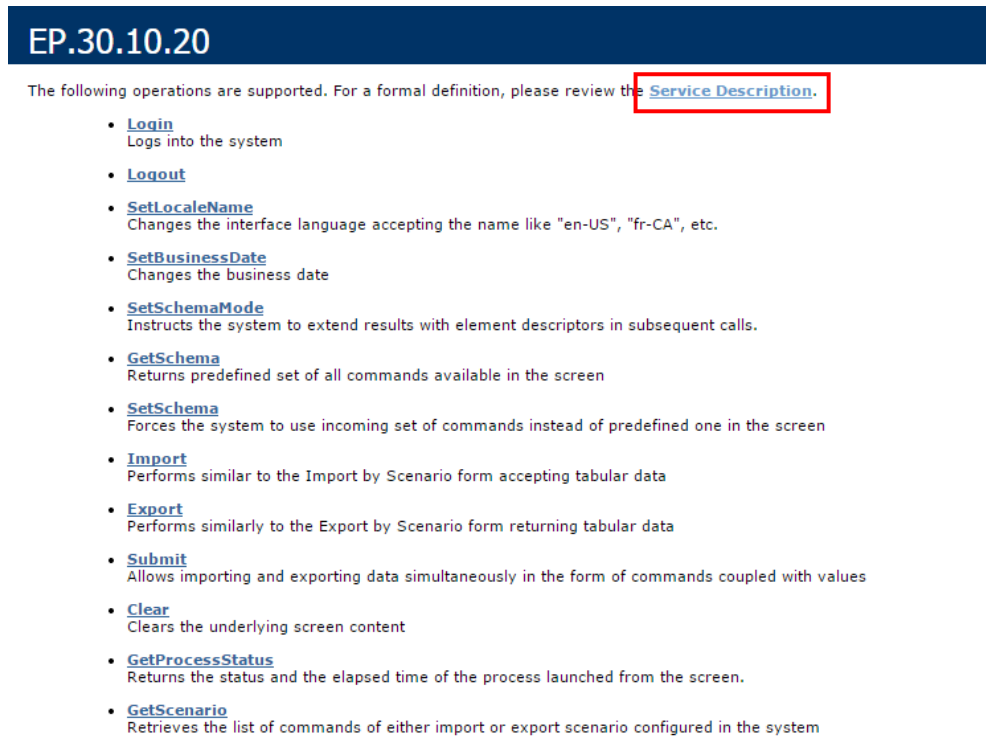 EP.30.10.20
The following operations are supported. For a formal definition, please review the Service Description.
• Login
Logs into the system
• Logout
• SetLocaleName
Changes the interface language accepting the name like "en-US", "fr-CA", etc.
• SetBusinessDate
Changes the business date
• SetSchemaMode
Instructs the system to extend results with element descriptors in subsequent calls.
• GetSchema
Returns predefined set of all commands available in the screen
• SetSchema
Forces the system to use incoming set of commands instead of predefined one in the screen
• Import
Performs similar to the Import by Scenario form accepting tabular data
• Export
Performs similarly to the Export by Scenario form returning tabular data
• Submit
Allows importing and exporting data simultaneously in the form of commands coupled with values
• Clear
Clears the underlying screen content
• GetProcessStatus
Returns the status and the elapsed time of the process launched from the screen.
• GetScenario
Retrieves the list of commands of either import or export scenario configured in the system